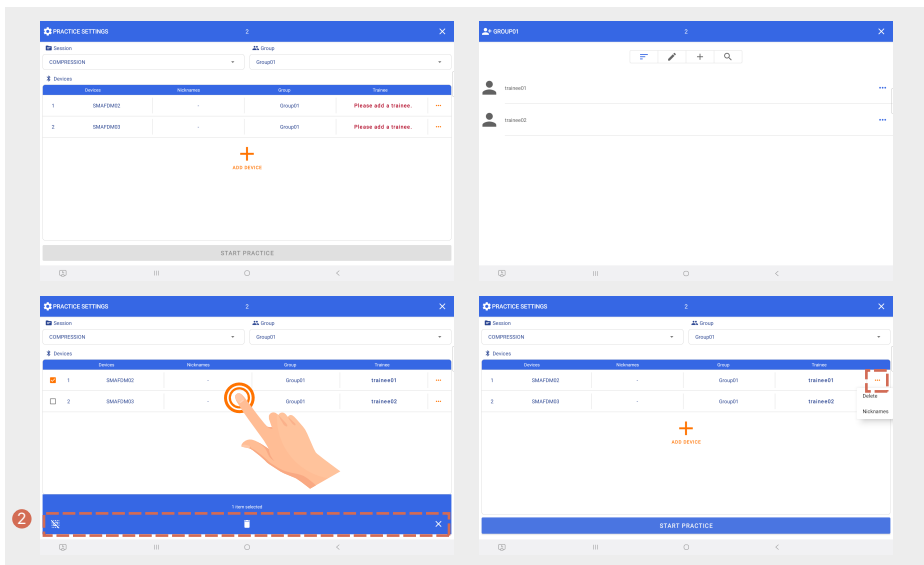 PRACTICE SETTINGS 2
Session Group
COMPRESSION Group01
Devices
Devices Nicknames Group Trainee
1 SMAFDM02 - Group01 Please add a trainee. ...
2 SMAFDM03 - Group01 Please add a trainee. ...
ADD DEVICE
START PRACTICE
GROUP01 2
trainee01 ...
trainee02 ...
PRACTICE SETTINGS 2
Session Group
COMPRESSION Group01
Devices
Devices Nicknames Group Trainee
1 SMAFDM02 - Group01 trainee01 ...
2 SMAFDM03 - Group01 trainee02 ...
1 item selected
2
PRACTICE SETTINGS 2
Session Group
COMPRESSION Group01
Devices
Devices Nicknames Group Trainee
1 SMAFDM02 - Group01 trainee01 ...
Delete
2 SMAFDM03 - Group01 trainee02
Nicknames
ADD DEVICE
START PRACTICE